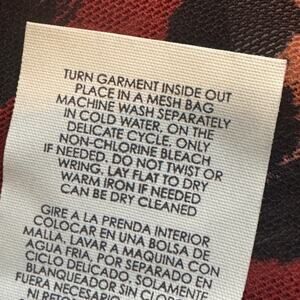 TURN GARMENT INSIDE OUT
PLACE IN A MESH BAG
MACHINE WASH SEPARATELY
IN COLD WATER, ON THE
DELICATE CYCLE, ONLY
NON-CHLORINE BLEACH
IF NEEDED. DO NOT TWIST OR
WRING, LAY FLAT TO DRY
WARM IRON IF NEEDED
CAN BE DRY CLEANED
GIRE A LA PRENDA INTERIOR
COLOCAR EN UNA BOLSA DE
MALLA, LAVAR A MAQUINA CON
AGUA FRIA, POR SEPARADO EN
CICLO DELICADO, SOLAMENTE
BLANQUEADOR SIN CLORO
FUERA NECESARIO
NI